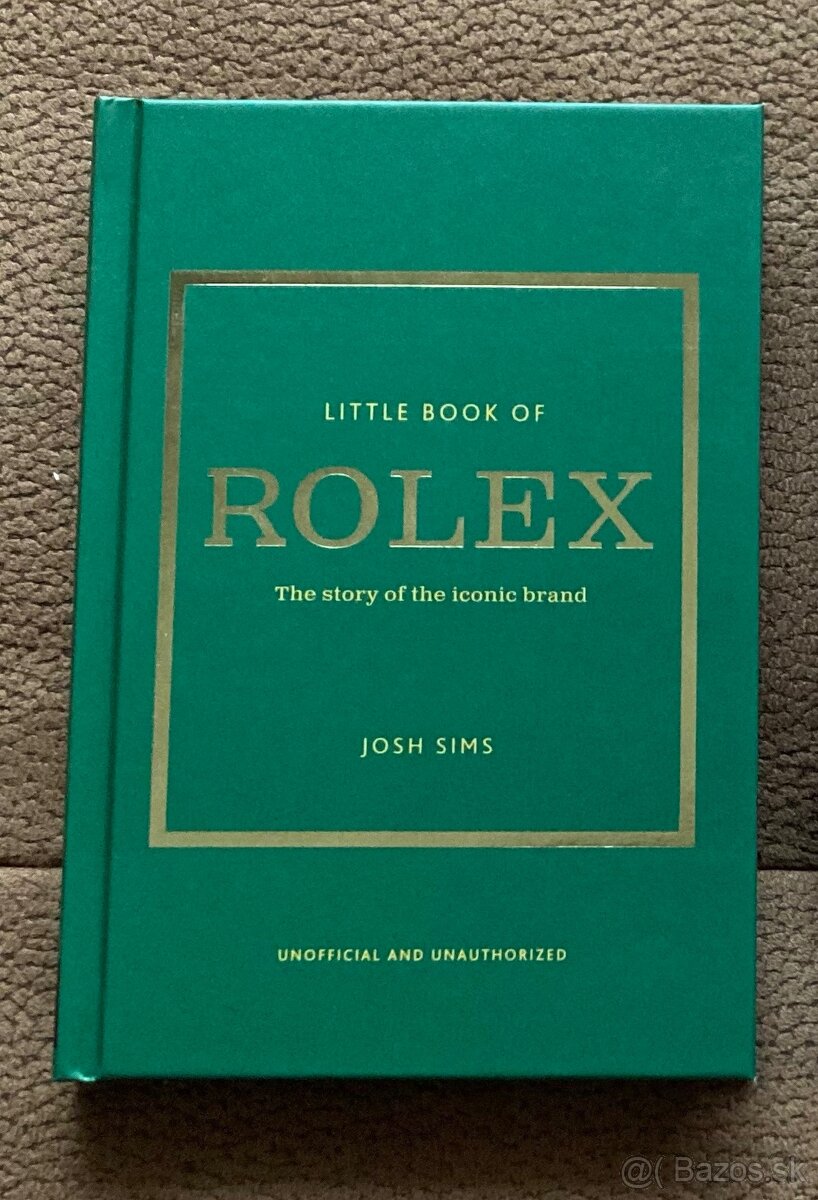 LITTLE BOOK OF
ROLEX
The story of the iconic brand
JOSH SIMS
UNOFFICIAL AND UNAUTHORIZED
@( Bazos.sk